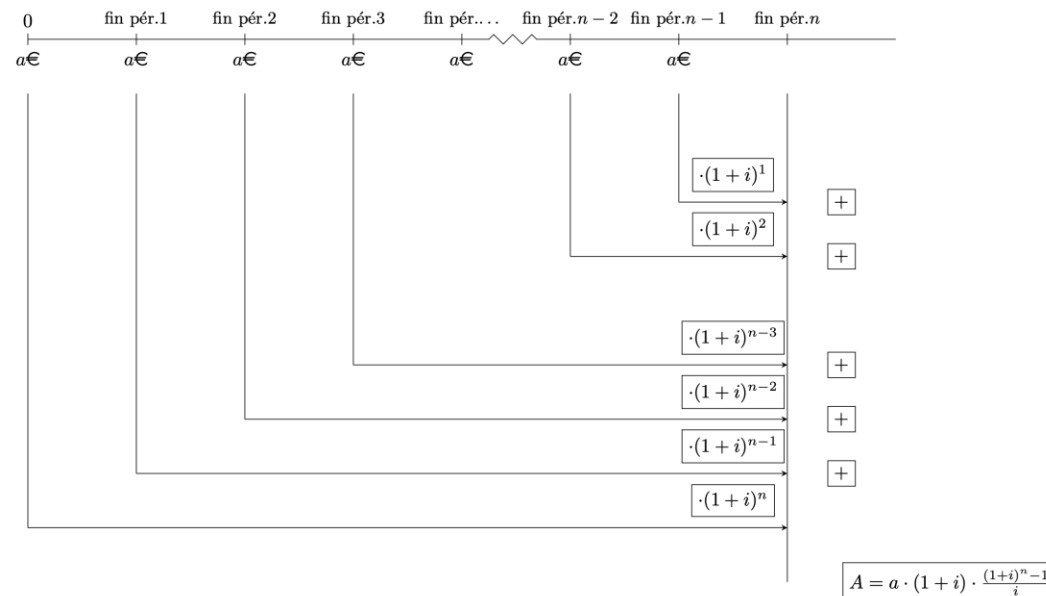 0 fin pér.1 fin pér.2 fin pér.3 fin pér.… fin pér.n − 2 fin pér.n − 1 fin pér.n
a€ a€ a€ a€ a€ a€ a€
·(1 + i)^1
+
·(1 + i)^2
+
·(1 + i)^{n−3}
+
·(1 + i)^{n−2}
+
·(1 + i)^{n−1}
+
·(1 + i)^n
A = a · (1 + i) · \frac{(1+i)^n−1}{i}